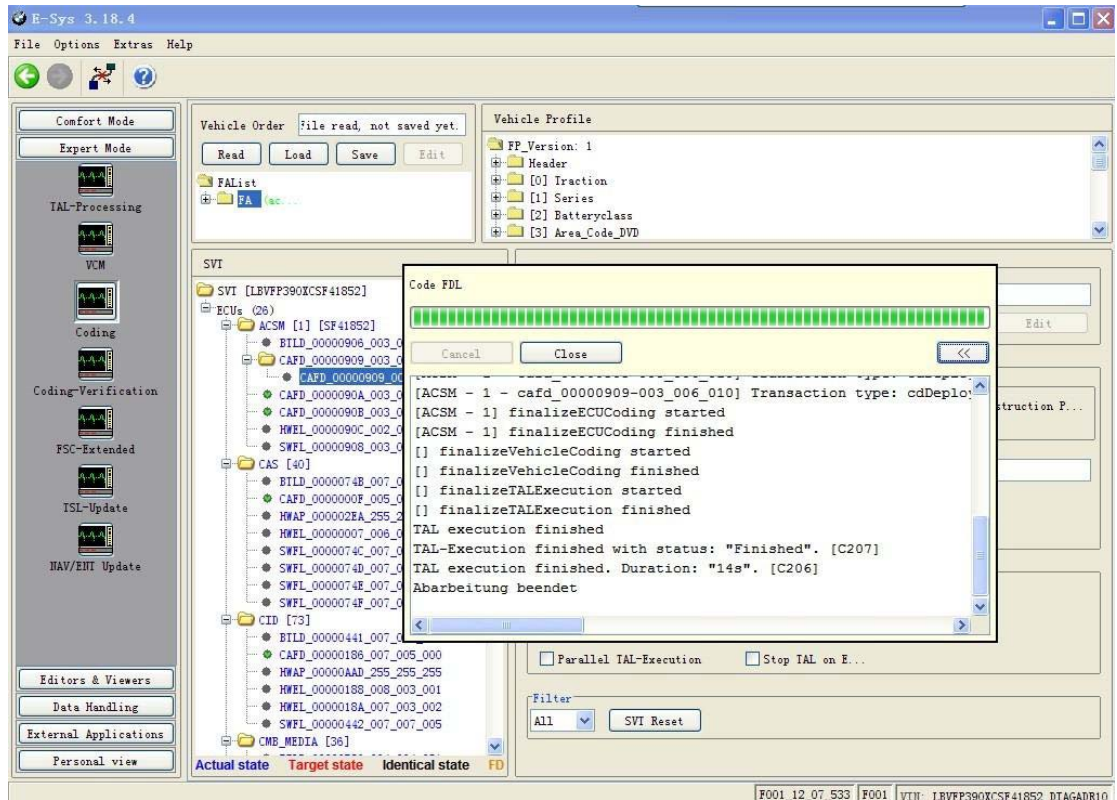 E-Sys 3.18.4
File Options Extras Help
Comfort Mode
Expert Mode
TAL-Processing
VCM
Coding
Coding-Verification
FSC-Extended
TSL-Update
NAV/ENT Update
Editors & Viewers
Data Handling
External Applications
Personal view
Vehicle Order File read, not saved yet.
Read Load Save Edit
FAList
FA (ac....
Vehicle Profile
FP_Version: 1
Header
[0] Traction
[1] Series
[2] Batteryclass
[3] Area_Code_DVD
SVT
SVT [LBVFP390XCSF41852]
ECUs (26)
ACSM [1] [SF41852]
BTLD_00000906_003_0
CAFD_00000909_003_0
CAFD_00000909_00
CAFD_0000090A_003_0
CAFD_0000090B_003_0
HWEL_0000090C_002_0
SWFL_00000908_003_0
CAS [40]
BTLD_0000074B_007_0
CAFD_0000000F_005_0
HWAP_000002EA_255_2
HWEL_00000007_006_0
SWFL_0000074C_007_0
SWFL_0000074D_007_0
SWFL_0000074E_007_0
SWFL_0000074F_007_0
CID [73]
BTLD_00000441_007_0
CAFD_00000186_007_005_000
HWAP_00000AAD_255_255_255
HWEL_00000188_008_003_001
HWEL_0000018A_007_003_002
SWFL_00000442_007_007_005
CMB_MEDIA [36]
Actual state Target state Identical state FD
Code FDL
Cancel Close <<
[ACSM - 1 - cafd_00000909-003_006_010] Transaction type: cdDeploy
[ACSM - 1] finalizeECUCoding started
[ACSM - 1] finalizeECUCoding finished
[] finalizeVehicleCoding started
[] finalizeVehicleCoding finished
[] finalizeTALExecution started
[] finalizeTALExecution finished
TAL execution finished
TAL-Execution finished with status: "Finished". [C207]
TAL execution finished. Duration: "14s". [C206]
Abarbeitung beendet
Edit
struction P...
Parallel TAL-Execution Stop TAL on E...
Filter
All SVT Reset
F001_12_07_533 F001 VIN: LBVFP390XCSF41852_DIAGADR10